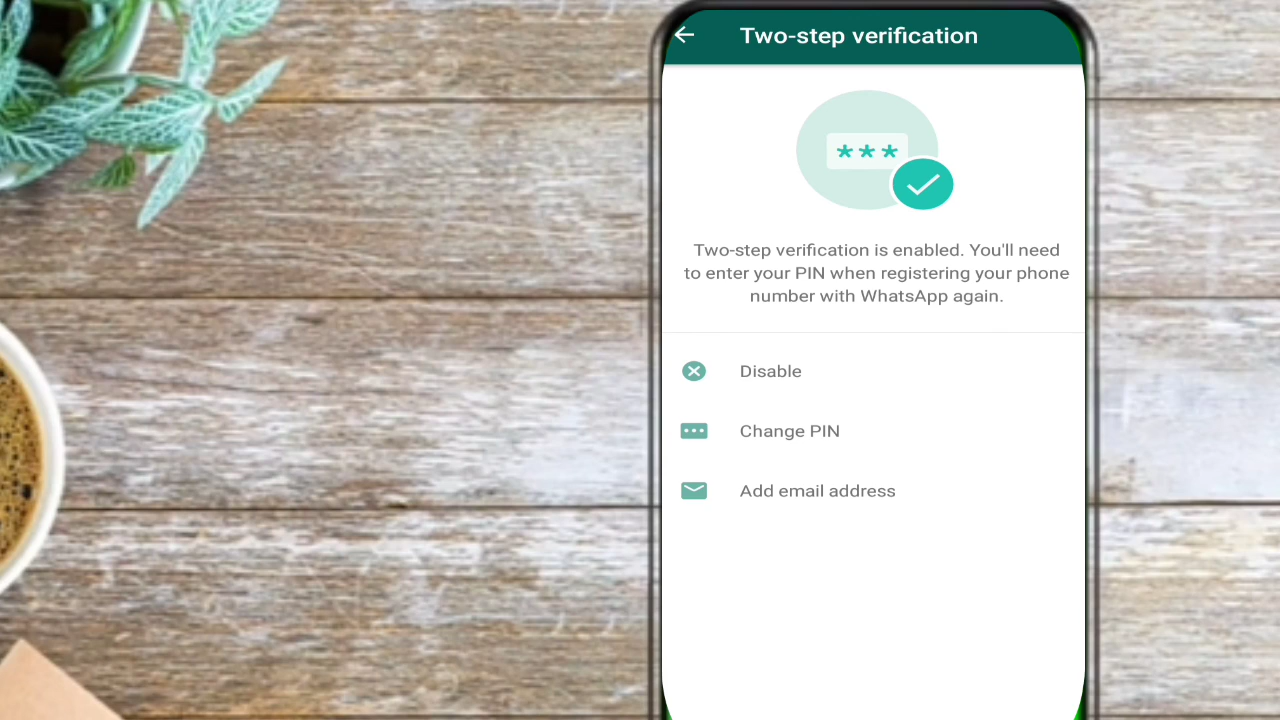 Two-step verification
***
Two-step verification is enabled. You'll need
to enter your PIN when registering your phone
number with WhatsApp again.
Disable
Change PIN
Add email address